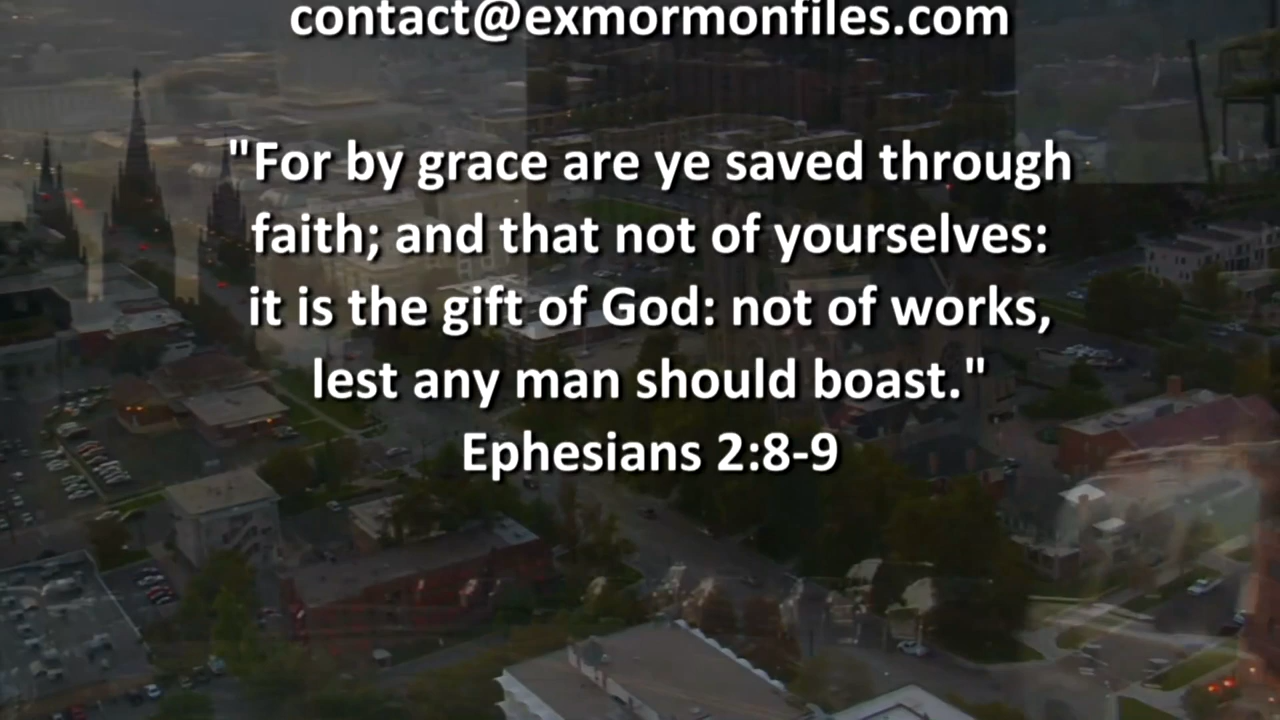 contact@exmormonfiles.com
"For by grace are ye saved through
faith; and that not of yourselves:
it is the gift of God: not of works,
lest any man should boast."
Ephesians 2:8-9